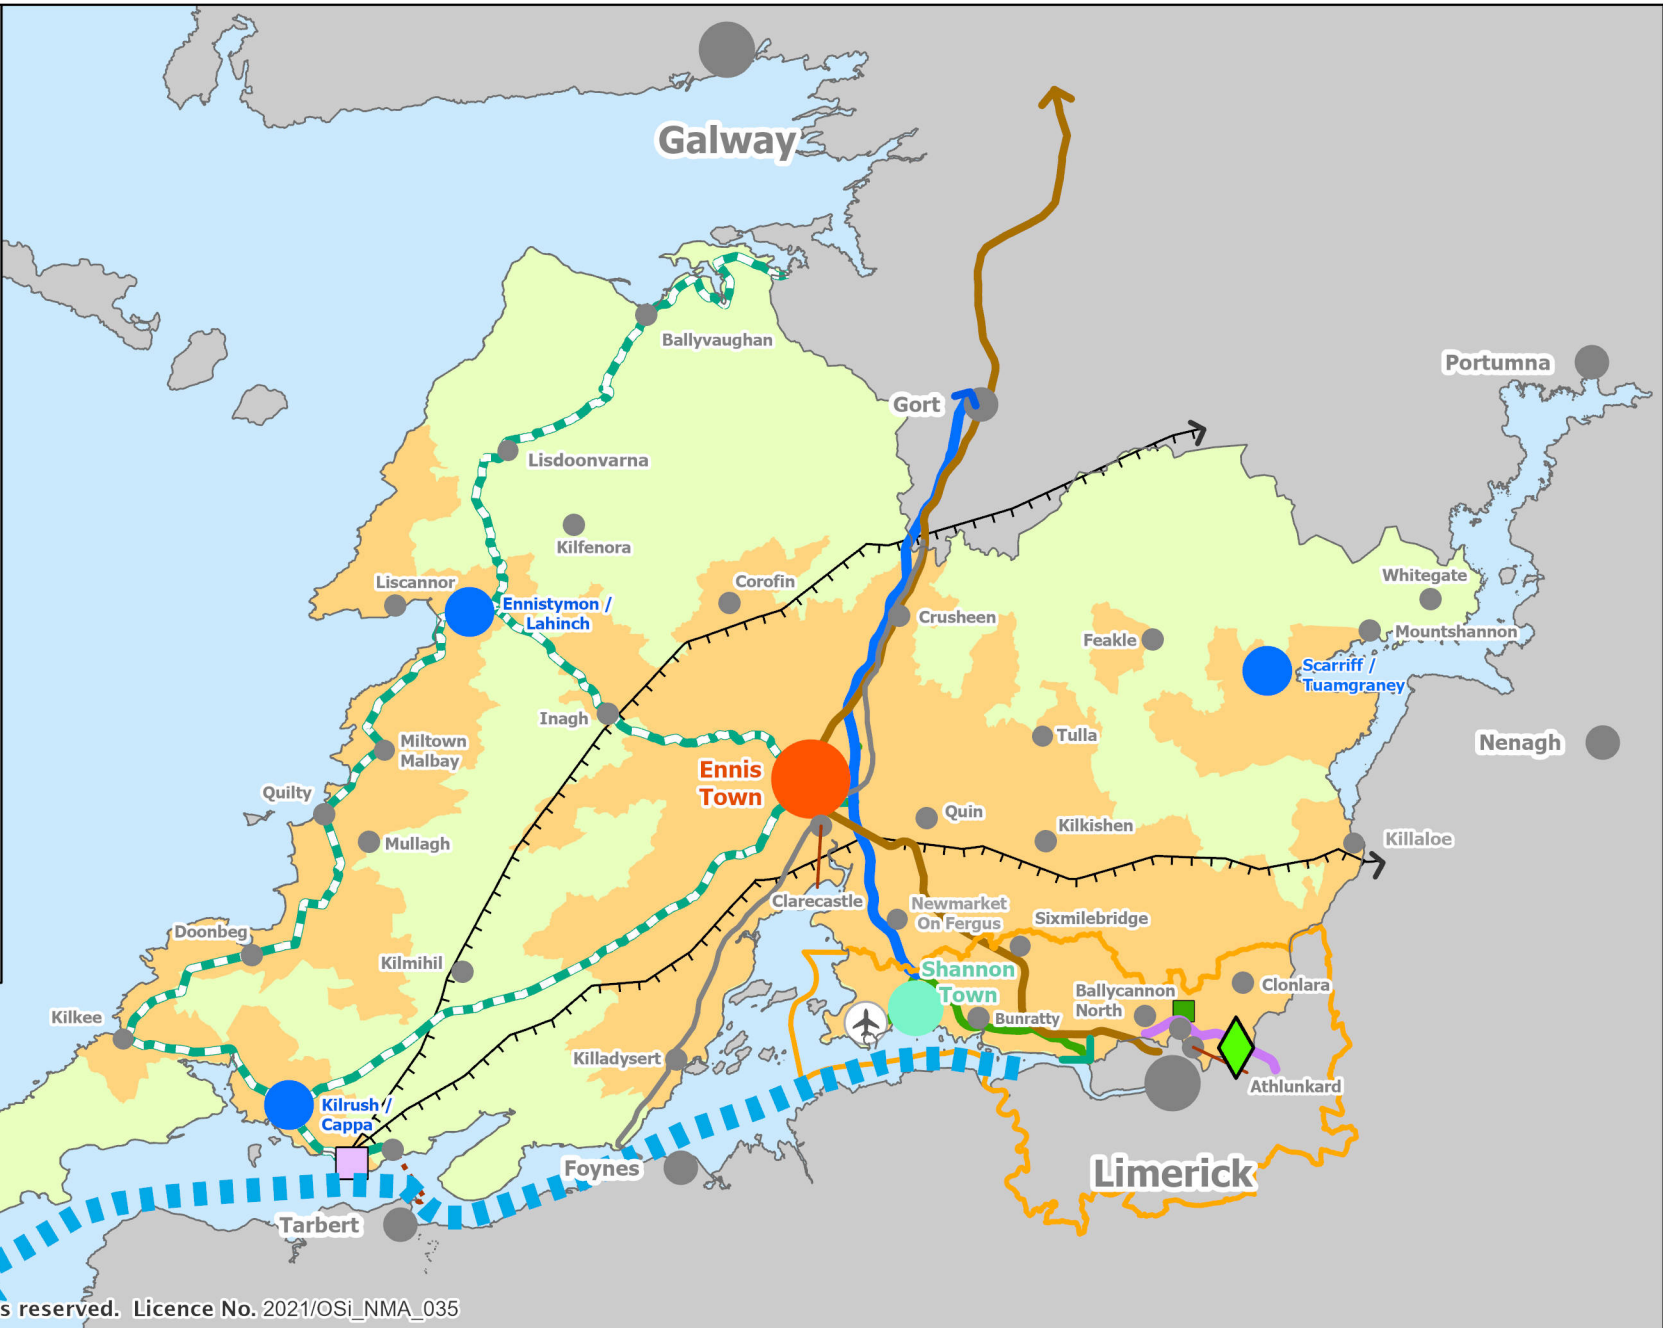 Galway
Portumna
Ballyvaughan
Gort
Lisdoonvarna
Kilfenora
Liscannor
Corofin
Whitegate
Ennistymon /
Lahinch
Crusheen
Feakle
Mountshannon
Scarriff /
Tuamgraney
Inagh
Tulla
Miltown
Malbay
Nenagh
Ennis
Town
Quilty
Quin
Kilkishen
Mullagh
Killaloe
Clarecastle
Newmarket
On Fergus
Sixmilebridge
Doonbeg
Kilmihil
Shannon
Town
Ballycannon
North
Clonlara
Kilkee
Bunratty
Killadysert
Athlunkard
Kilrush /
Cappa
Foynes
Limerick
Tarbert
s reserved. Licence No. 2021/OSi_NMA_035